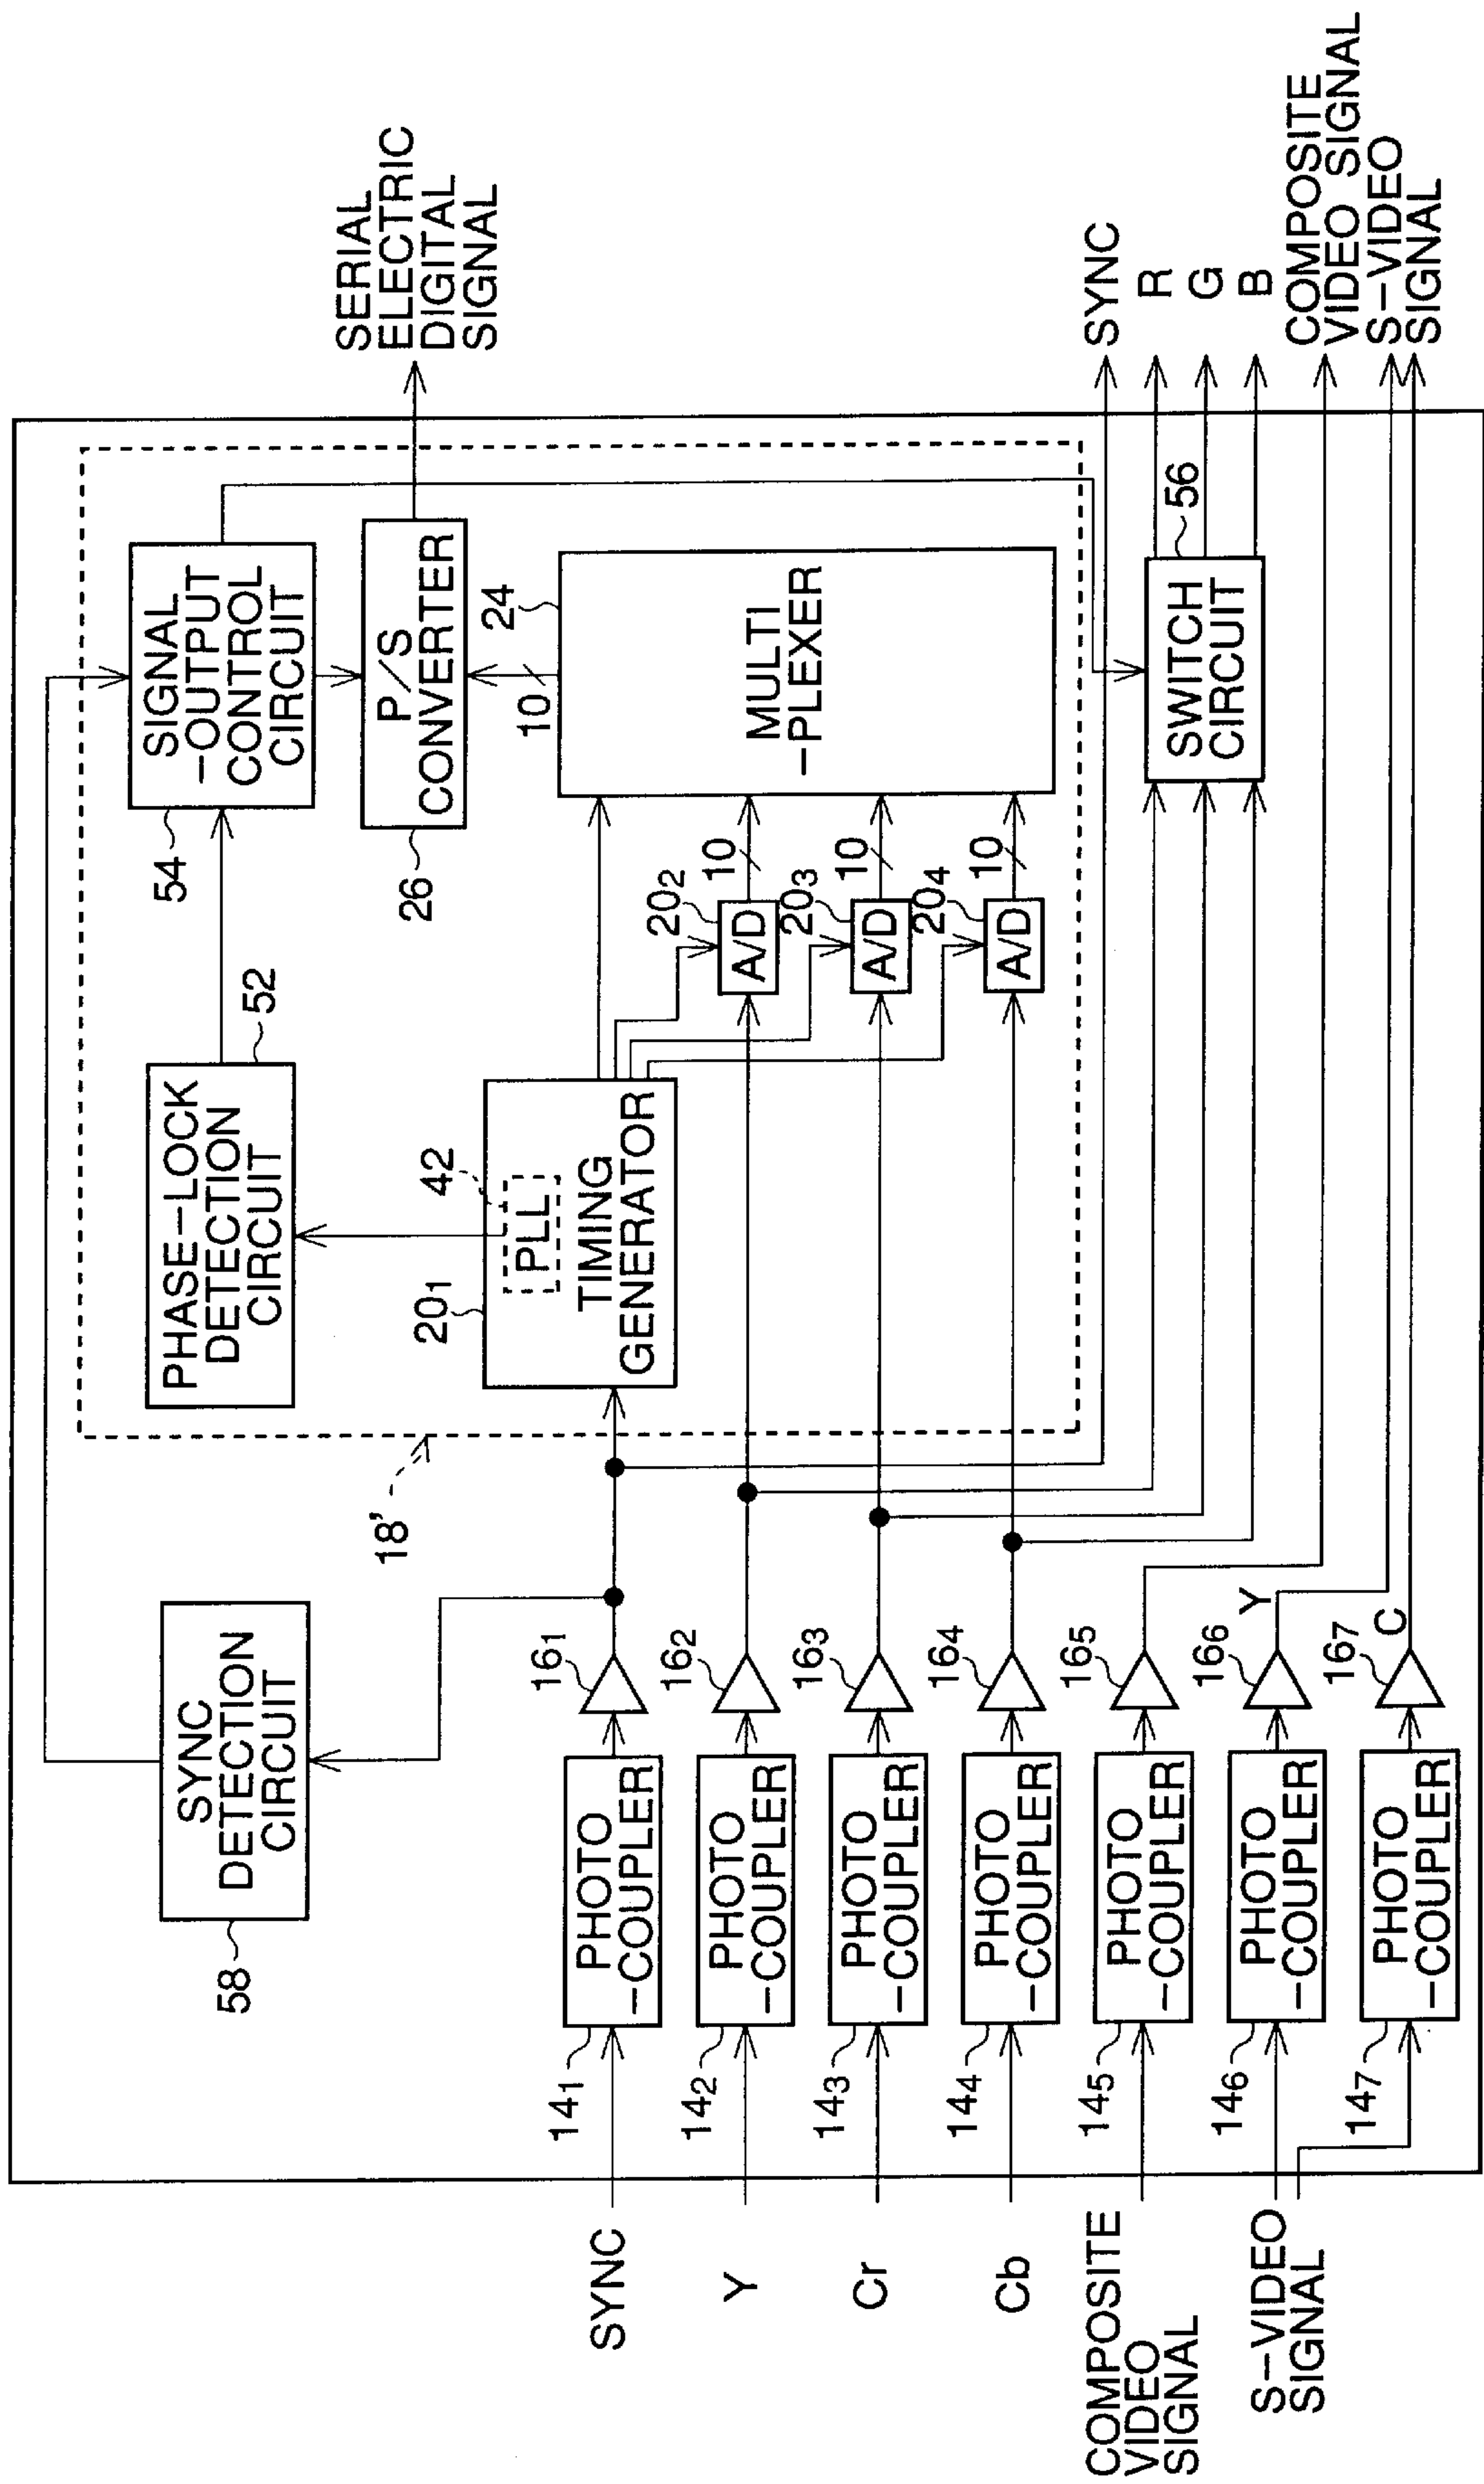 SYNC
DETECTION
CIRCUIT
58
PHASE-LOCK
DETECTION
CIRCUIT
52
SIGNAL
-OUTPUT
CONTROL
CIRCUIT
54
P/S
CONVERTER
26
SERIAL
ELECTRIC
DIGITAL
SIGNAL
18'
201
42
PLL
TIMING
GENERATOR
10
24
MULTI
-PLEXER
202
A/D
10
203
A/D
10
204
A/D
10
SYNC
141
PHOTO
-COUPLER
161
Y
142
PHOTO
-COUPLER
162
Cr
143
PHOTO
-COUPLER
163
Cb
144
PHOTO
-COUPLER
164
COMPOSITE
VIDEO
SIGNAL
145
PHOTO
-COUPLER
165
S-VIDEO
SIGNAL
146
PHOTO
-COUPLER
166
Y
147
PHOTO
-COUPLER
167
C
SWITCH
CIRCUIT
56
SYNC
R
G
B
COMPOSITE
VIDEO SIGNAL
S-VIDEO
SIGNAL